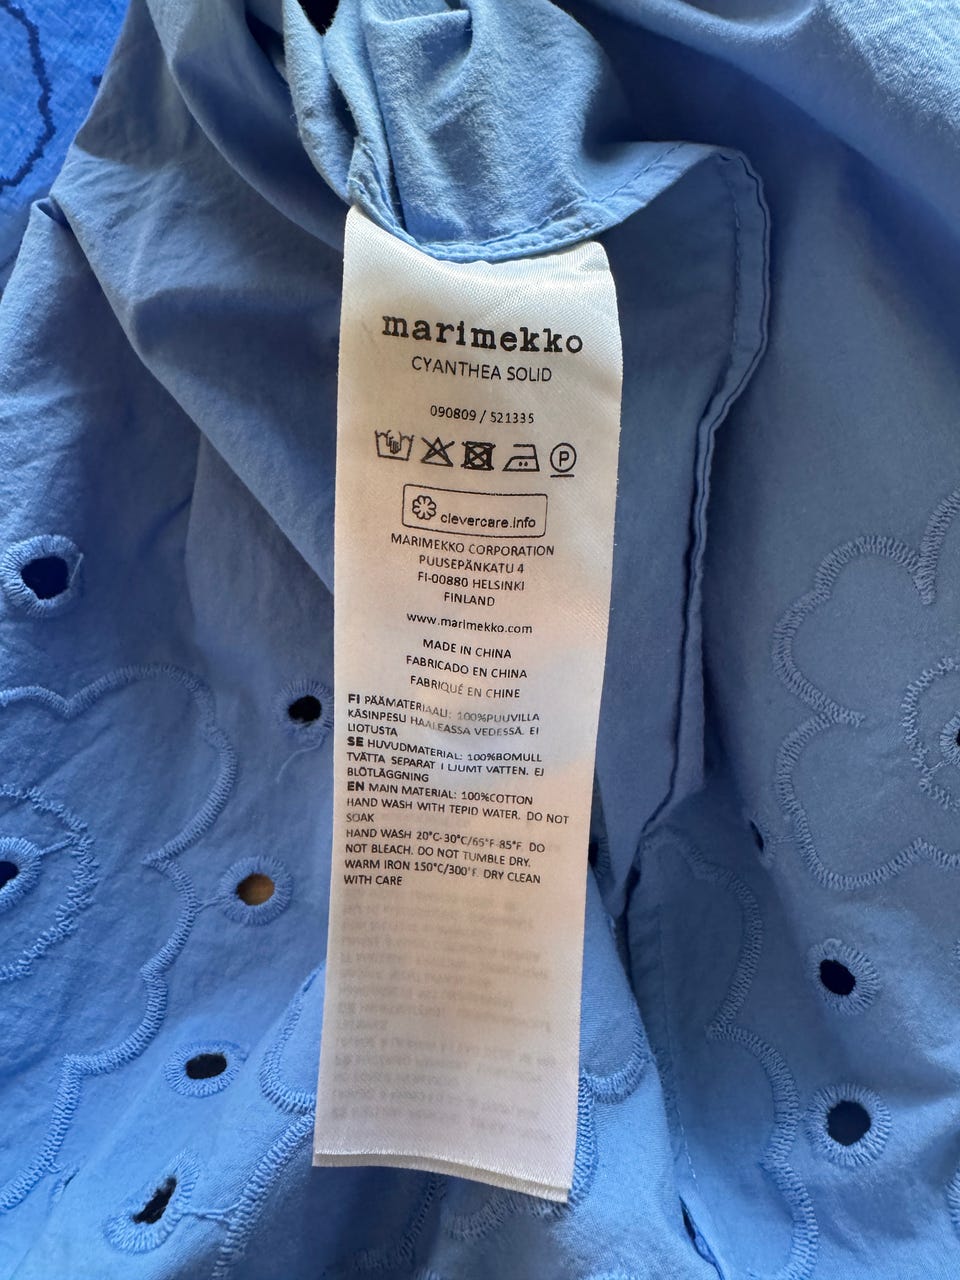 marimekko
CYANTHEA SOLID
090809 / 521335
P
clevercare.info
MARIMEKKO CORPORATION
PUUSEPÄNKATU 4
FI-00880 HELSINKI
FINLAND
www.marimekko.com
MADE IN CHINA
FABRICADO EN CHINA
FABRIQUÉ EN CHINE
FI PÄÄMATERIAALI: 100%PUUVILLA
KÄSINPESU HAALEASSA VEDESSÄ. EI
LIOTUSTA
SE HUVUDMATERIAL: 100%BOMULL
TVÄTTA SEPARAT I LJUMT VATTEN. EJ
BLÖTLÄGGNING
EN MAIN MATERIAL: 100%COTTON
HAND WASH WITH TEPID WATER. DO NOT
SOAK
HAND WASH 20°C-30°C/65°F-85°F. DO
NOT BLEACH. DO NOT TUMBLE DRY.
WARM IRON 150°C/300°F. DRY CLEAN
WITH CARE